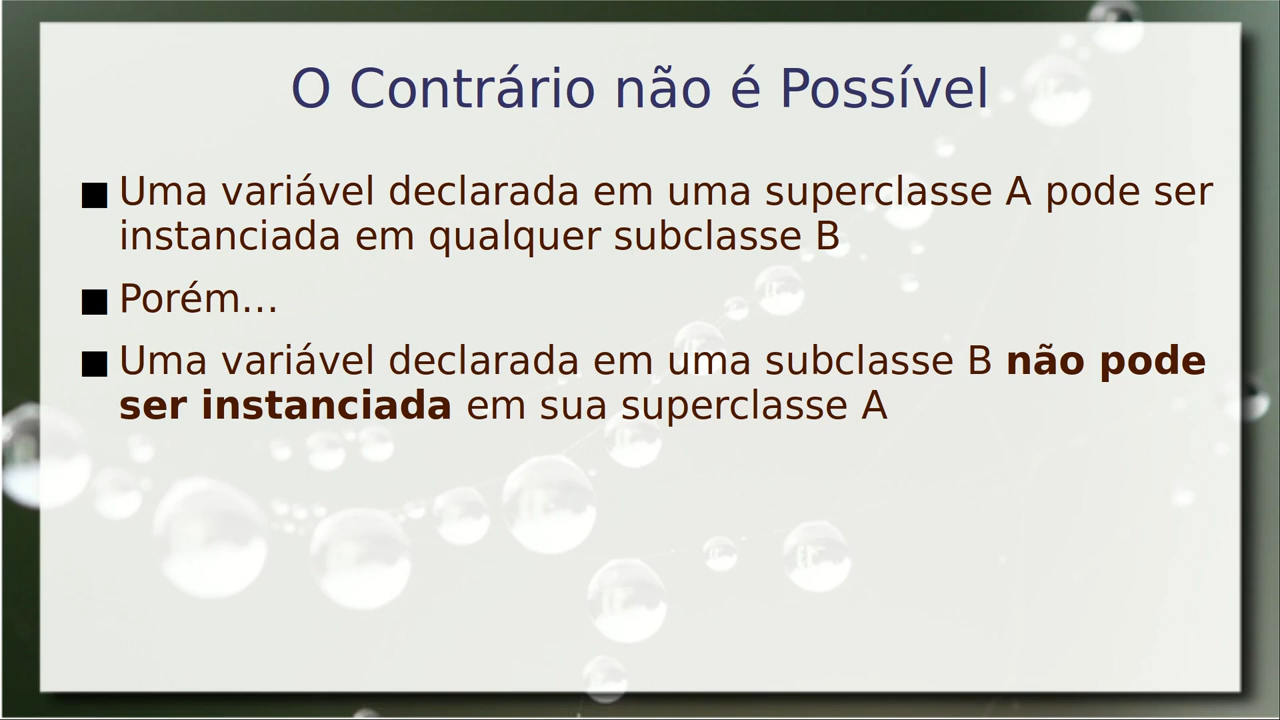 O Contrário não é Possível
■ Uma variável declarada em uma superclasse A pode ser
instanciada em qualquer subclasse B
■ Porém...
■ Uma variável declarada em uma subclasse B não pode
ser instanciada em sua superclasse A